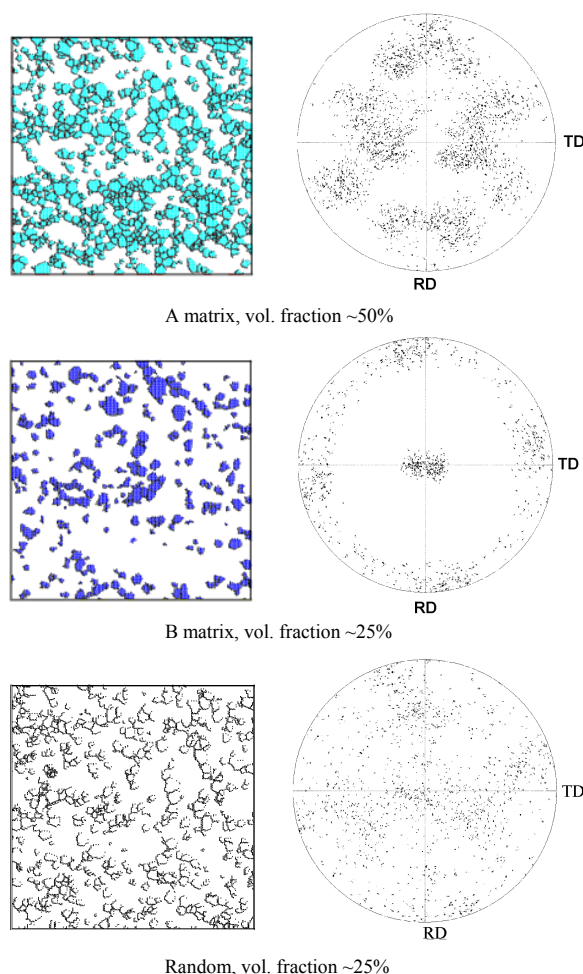 TD
RD
A matrix, vol. fraction ~50%
TD
RD
B matrix, vol. fraction ~25%
TD
RD
Random, vol. fraction ~25%